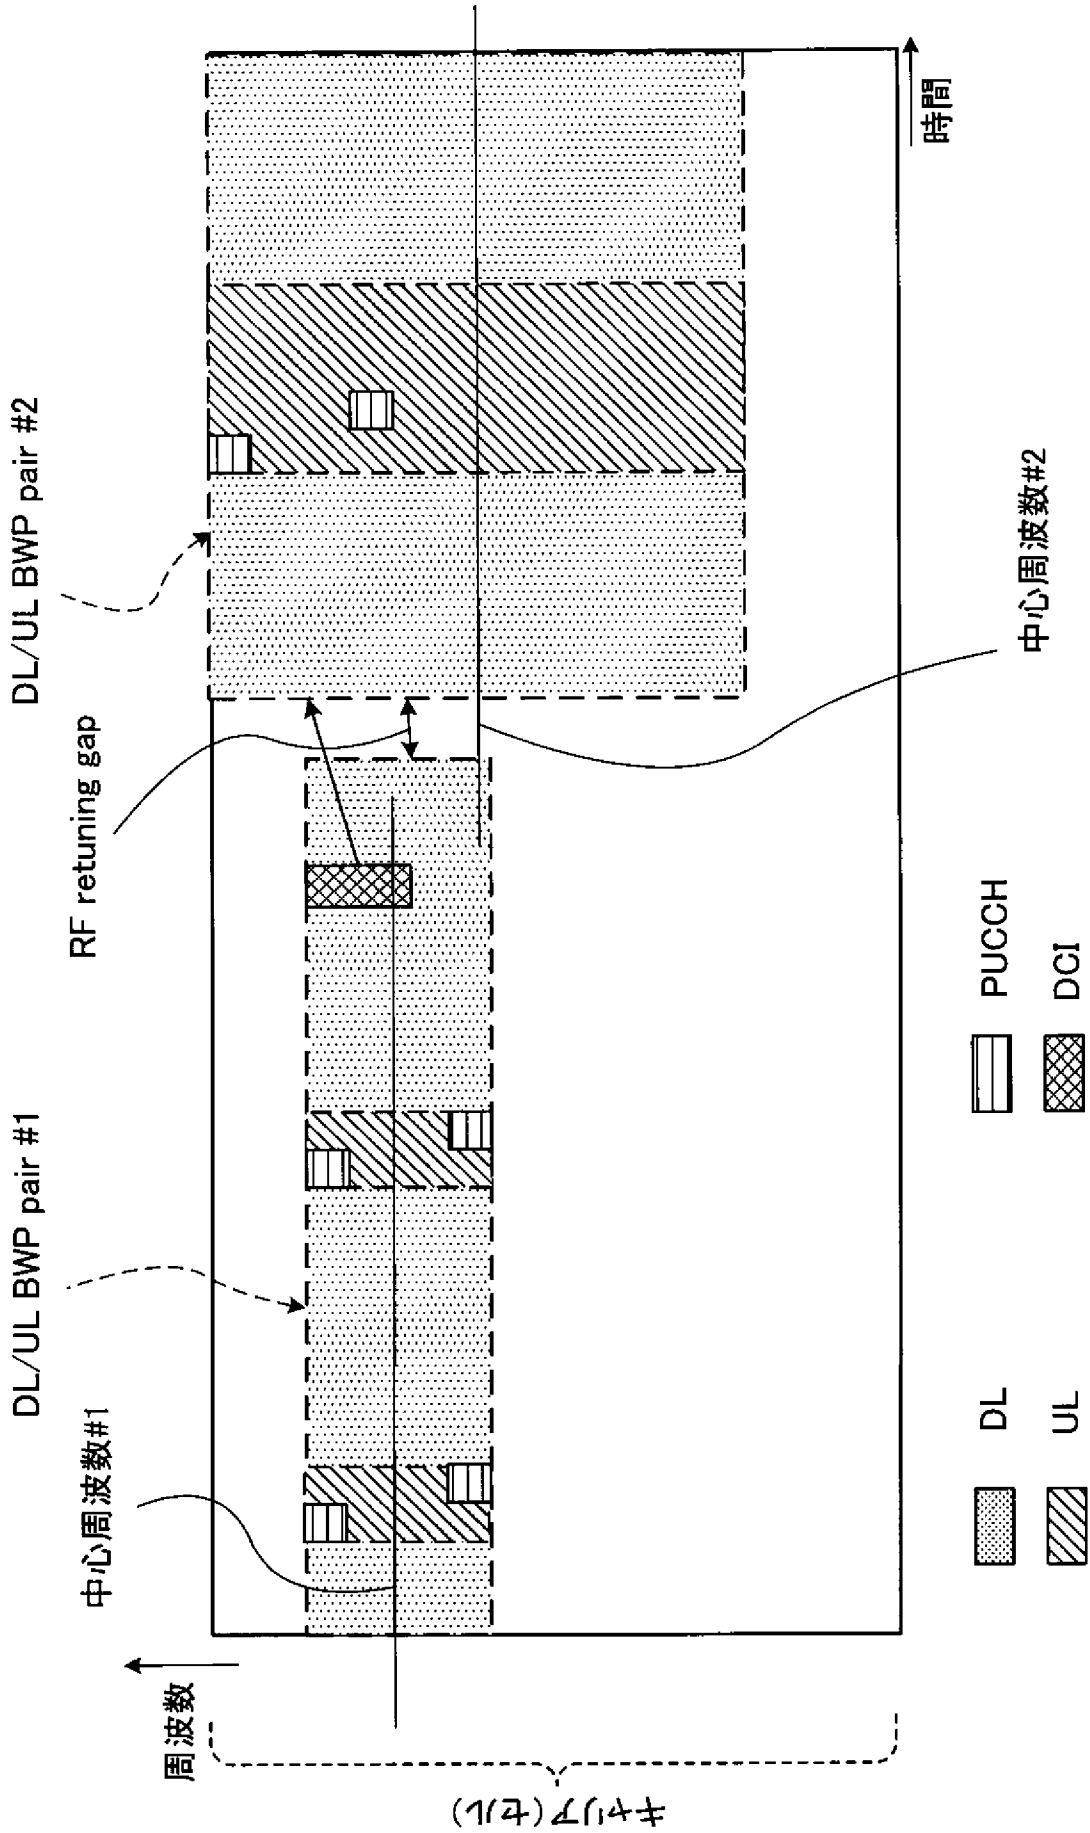 DL/UL BWP pair #1
DL/UL BWP pair #2
中心周波数#1
RF retuning gap
周波数
キャリア(セル)
時間
中心周波数#2
DL
PUCCH
UL
DCI